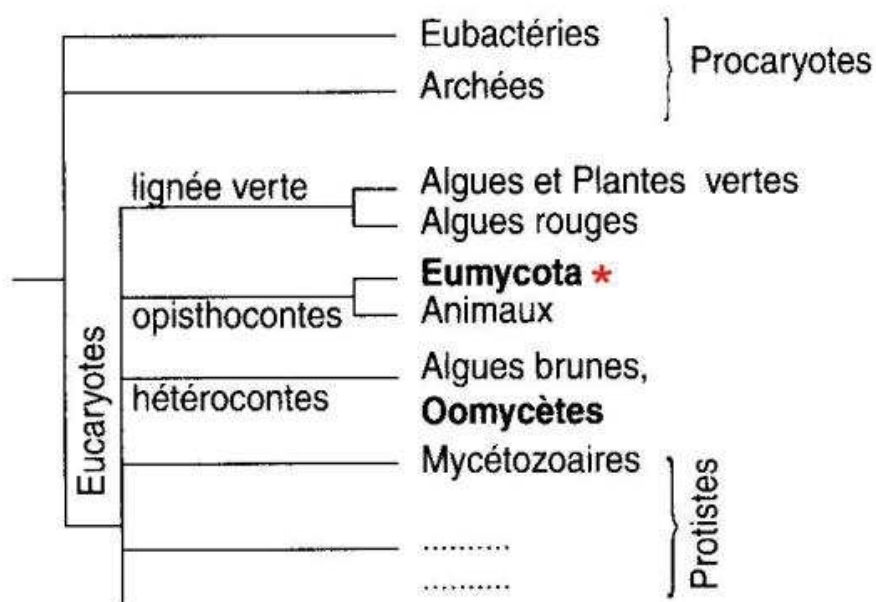 Eubactéries
Archées
Procaryotes
lignée verte
Algues et Plantes vertes
Algues rouges
Eumycota *
opisthocontes
Animaux
Algues brunes,
hétérocontes
Oomycètes
Eucaryotes
Mycétozoaires
..........
..........
Protistes